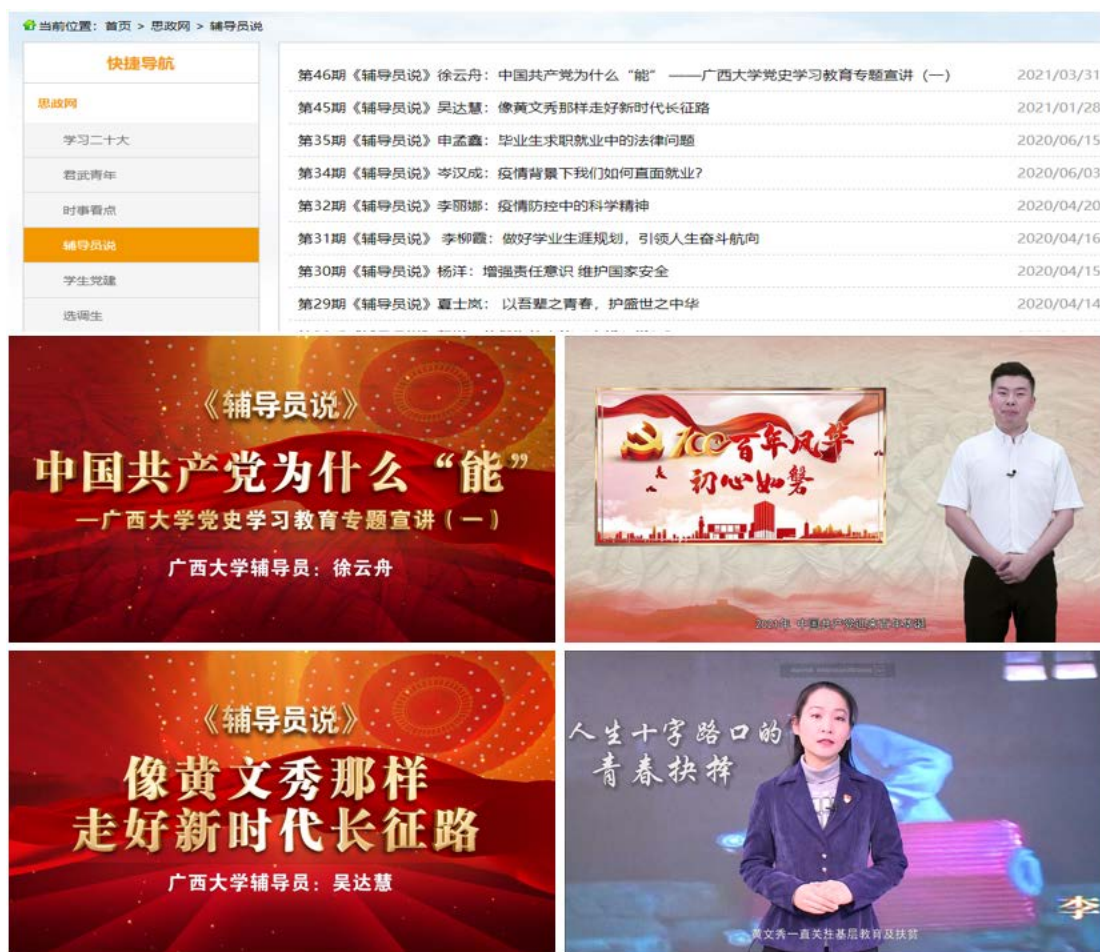 当前位置：首页 > 思政网 > 辅导员说
快捷导航
思政网
学习二十大
君武青年
时事看点
辅导员说
学生党建
选调生
第46期《辅导员说》徐云舟：中国共产党为什么“能” ——广西大学党史学习教育专题宣讲（一） 2021/03/31
第45期《辅导员说》吴达慧：像黄文秀那样走好新时代长征路 2021/01/28
第35期《辅导员说》申孟鑫：毕业生求职就业中的法律问题 2020/06/15
第34期《辅导员说》岑汉成：疫情背景下我们如何直面就业？ 2020/06/03
第32期《辅导员说》李丽娜：疫情防控中的科学精神 2020/04/20
第31期《辅导员说》 李柳霞：做好学业生涯规划，引领人生奋斗航向 2020/04/16
第30期《辅导员说》杨洋：增强责任意识 维护国家安全 2020/04/15
第29期《辅导员说》夏士岚： 以吾辈之青春，护盛世之中华 2020/04/14
《辅导员说》
中国共产党为什么“能”
—广西大学党史学习教育专题宣讲（一）
广西大学辅导员：徐云舟
100百年风华
初心如磐
2021年 中国共产党迎来百年华诞
《辅导员说》
像黄文秀那样
走好新时代长征路
广西大学辅导员：吴达慧
人生十字路口的
青春抉择
李
黄文秀一直关注基层教育及扶贫